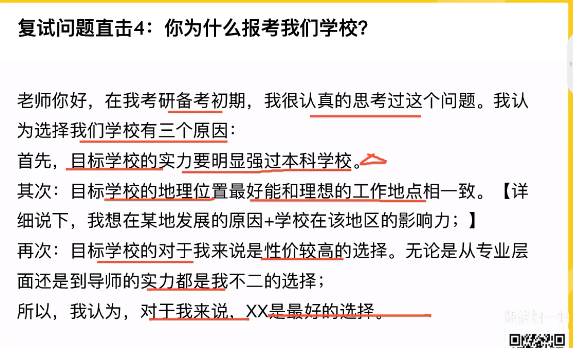 复试问题直击4：你为什么报考我们学校？
老师你好，在我考研备考初期，我很认真的思考过这个问题。我认
为选择我们学校有三个原因：
首先，目标学校的实力要明显强过本科学校。
其次：目标学校的地理位置最好能和理想的工作地点相一致。【详
细说下，我想在某地发展的原因+学校在该地区的影响力；】
再次：目标学校的对于我来说是性价较高的选择。无论是从专业层
面还是到导师的实力都是我不二的选择；
所以，我认为，对于我来说，XX是最好的选择。